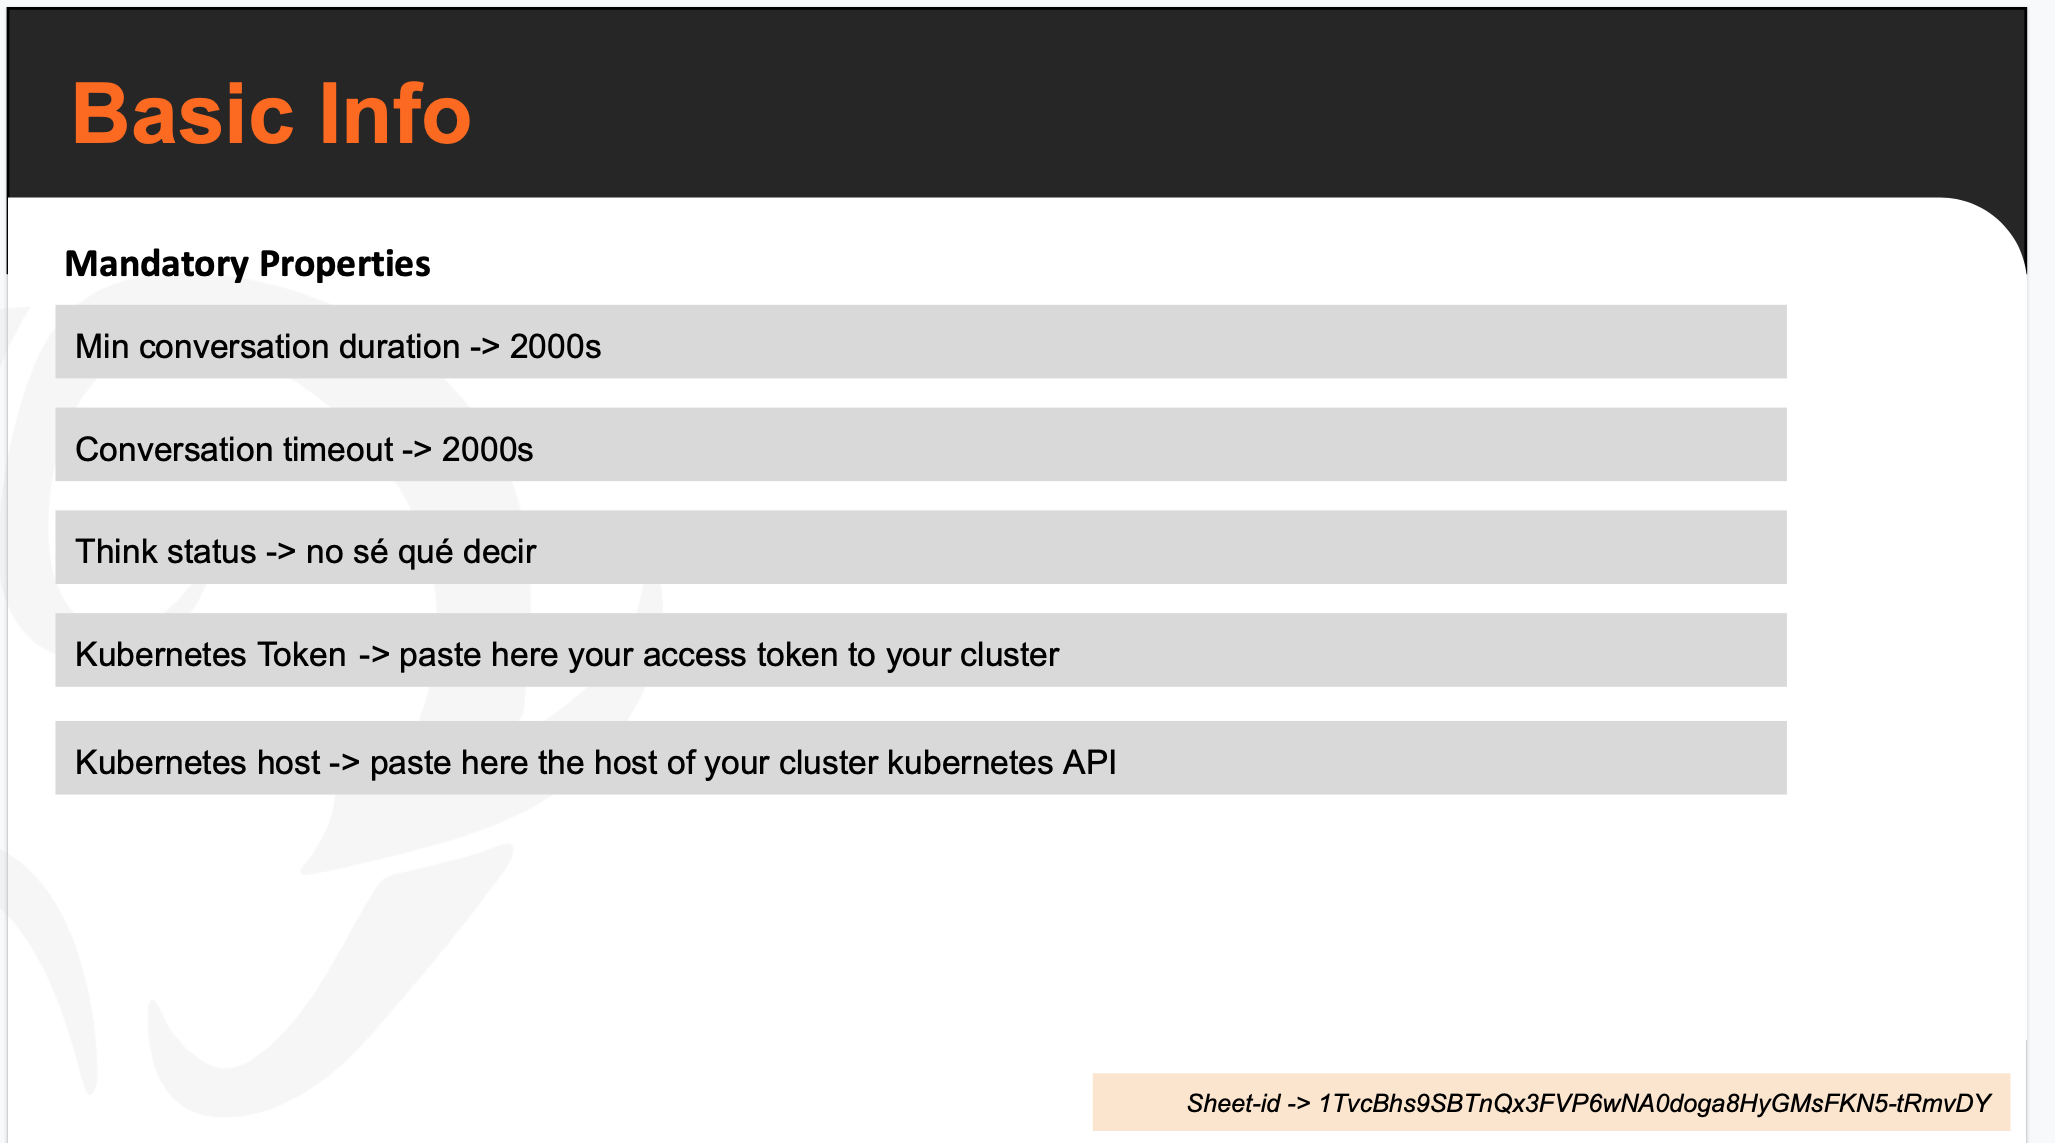 Basic Info
Mandatory Properties
Min conversation duration -> 2000s
Conversation timeout -> 2000s
Think status -> no sé qué decir
Kubernetes Token -> paste here your access token to your cluster
Kubernetes host -> paste here the host of your cluster kubernetes API
Sheet-id -> 1TvcBhs9SBTnQx3FVP6wNA0doga8HyGMsFKN5-tRmvDY